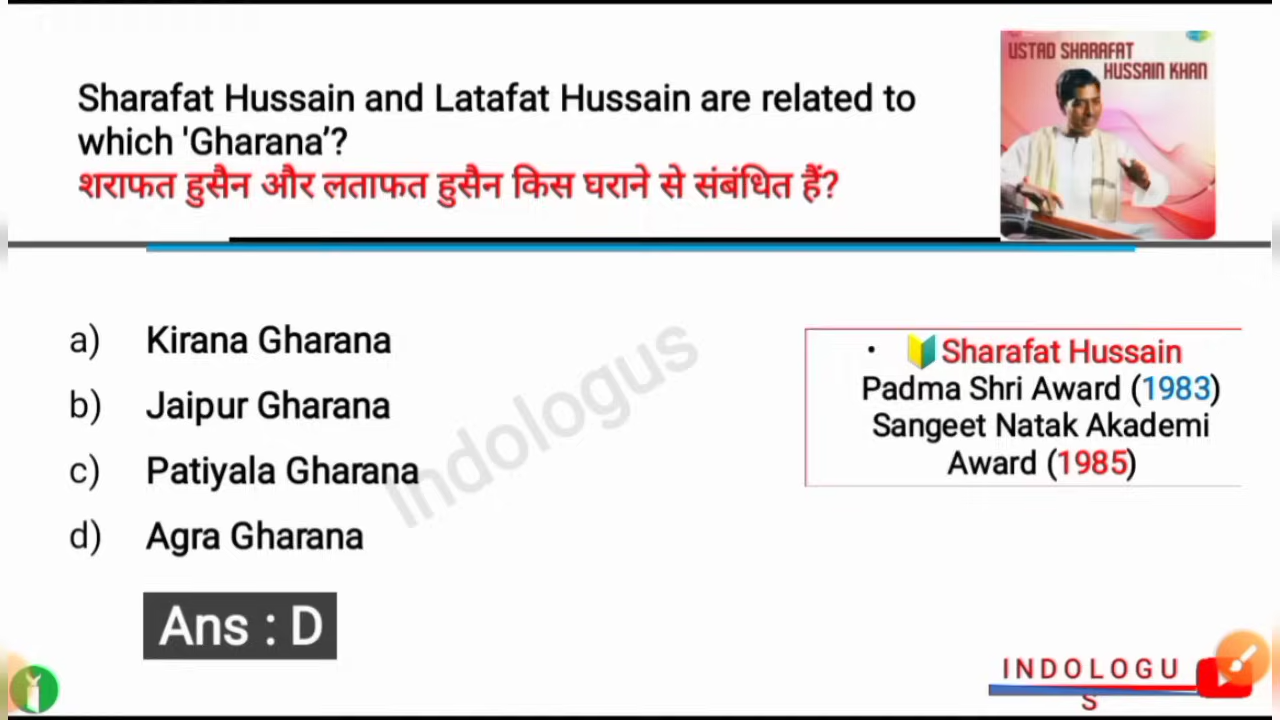 USTAD SHARAFAT
HUSSAIN KHAN
Sharafat Hussain and Latafat Hussain are related to
which 'Gharana’?
शराफत हुसैन और लताफत हुसैन किस घराने से संबंधित हैं?
a) Kirana Gharana
b) Jaipur Gharana
c) Patiyala Gharana
d) Agra Gharana
Indologus
• Sharafat Hussain
Padma Shri Award (1983)
Sangeet Natak Akademi
Award (1985)
Ans : D
INDOLOGU
S